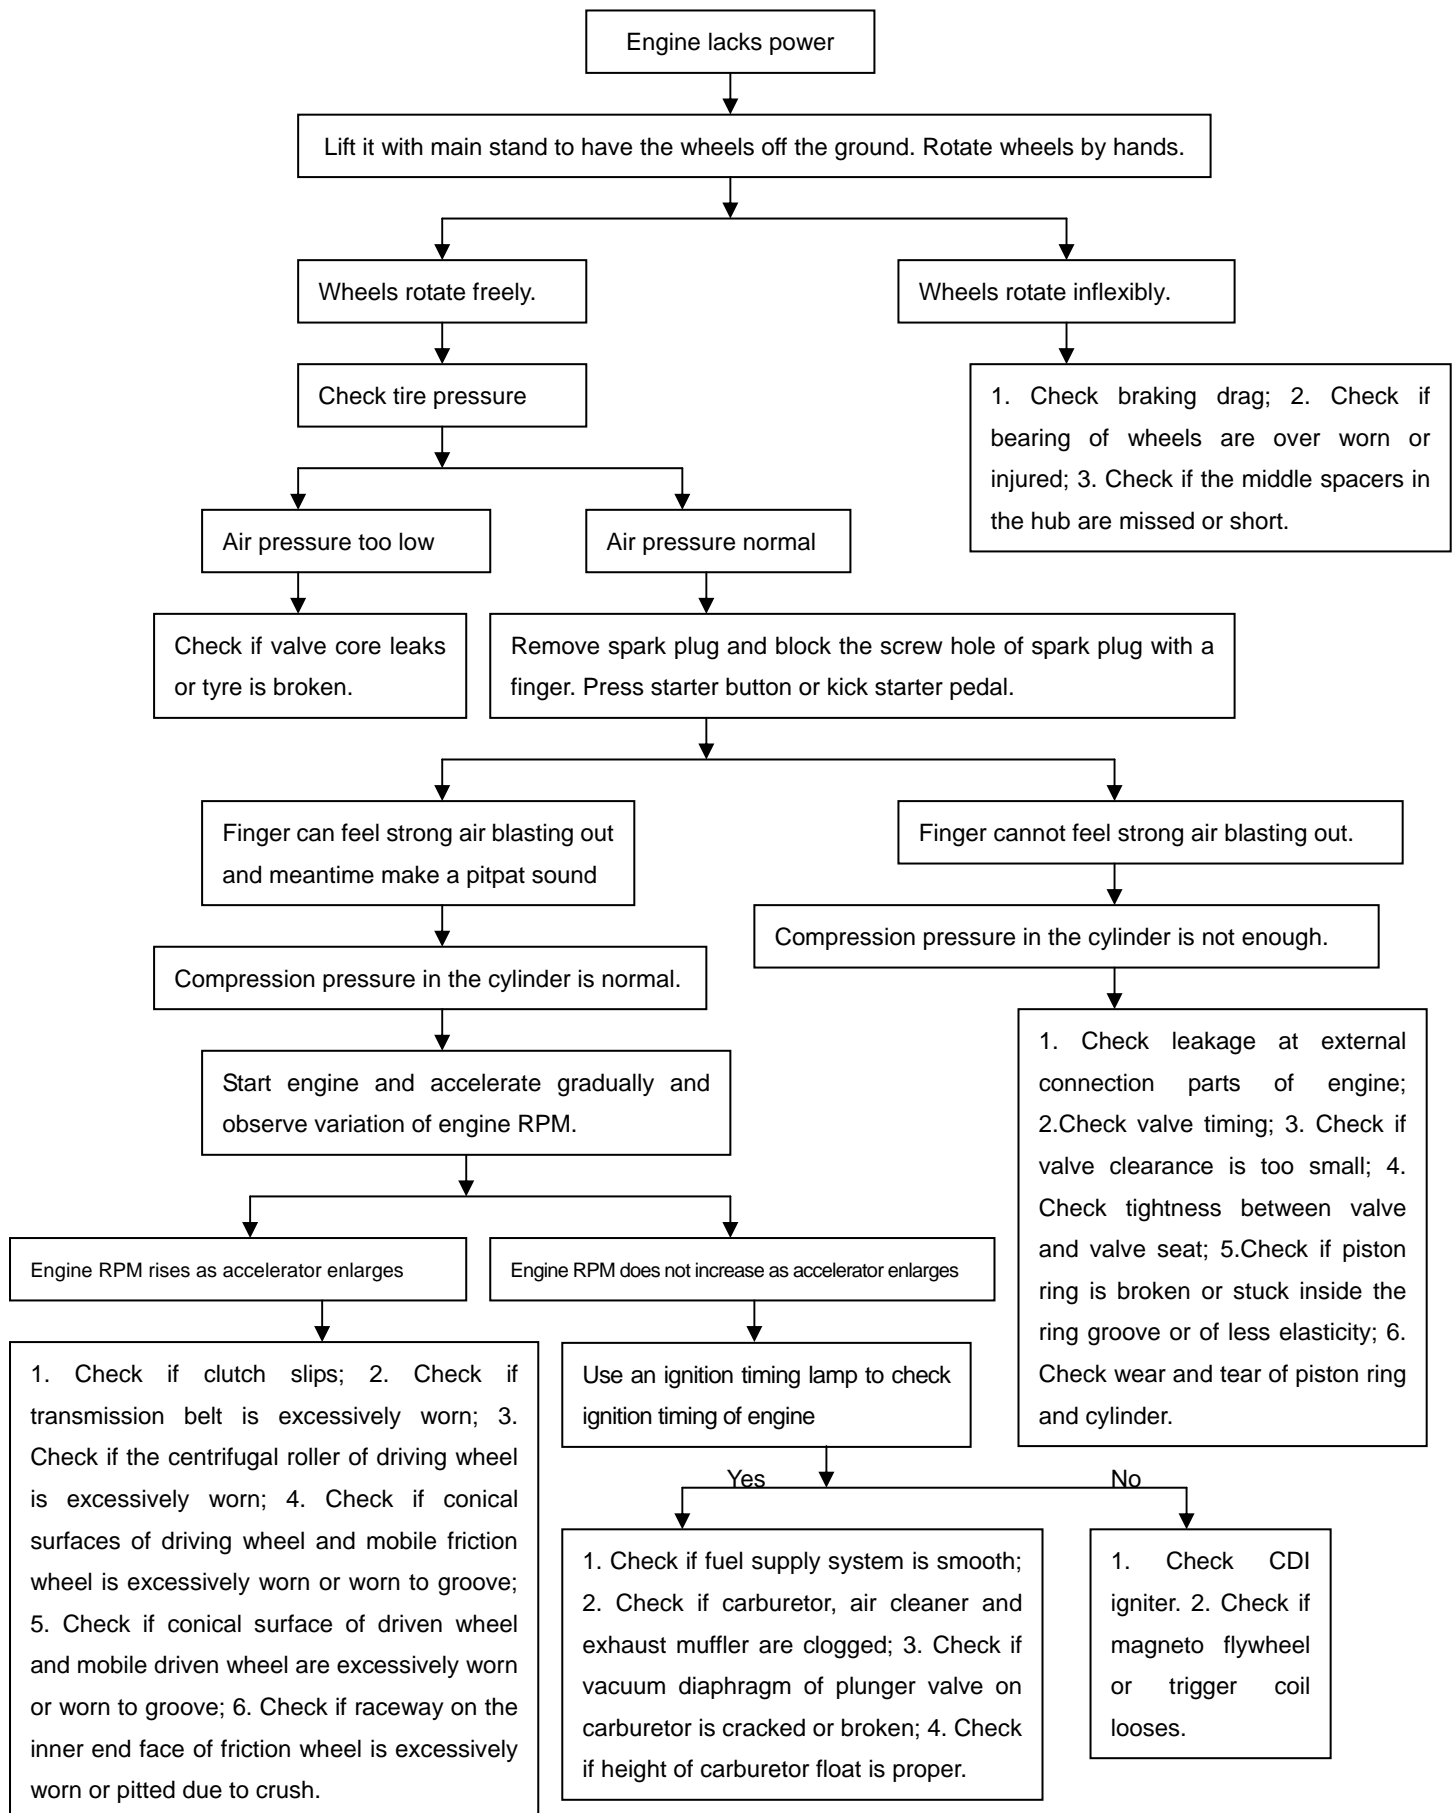 Engine lacks power
Lift it with main stand to have the wheels off the ground. Rotate wheels by hands.
Wheels rotate freely.
Wheels rotate inflexibly.
Check tire pressure
1. Check braking drag; 2. Check if
bearing of wheels are over worn or
injured; 3. Check if the middle spacers in
the hub are missed or short.
Air pressure too low
Air pressure normal
Check if valve core leaks
or tyre is broken.
Remove spark plug and block the screw hole of spark plug with a
finger. Press starter button or kick starter pedal.
Finger can feel strong air blasting out
and meantime make a pitpat sound
Finger cannot feel strong air blasting out.
Compression pressure in the cylinder is normal.
Compression pressure in the cylinder is not enough.
Start engine and accelerate gradually and
observe variation of engine RPM.
1. Check leakage at external
connection parts of engine;
2.Check valve timing; 3. Check if
valve clearance is too small; 4.
Check tightness between valve
and valve seat; 5.Check if piston
ring is broken or stuck inside the
ring groove or of less elasticity; 6.
Check wear and tear of piston ring
and cylinder.
Engine RPM rises as accelerator enlarges
Engine RPM does not increase as accelerator enlarges
1. Check if clutch slips; 2. Check if
transmission belt is excessively worn; 3.
Check if the centrifugal roller of driving wheel
is excessively worn; 4. Check if conical
surfaces of driving wheel and mobile friction
wheel is excessively worn or worn to groove;
5. Check if conical surface of driven wheel
and mobile driven wheel are excessively worn
or worn to groove; 6. Check if raceway on the
inner end face of friction wheel is excessively
worn or pitted due to crush.
Use an ignition timing lamp to check
ignition timing of engine
Yes
No
1. Check if fuel supply system is smooth;
2. Check if carburetor, air cleaner and
exhaust muffler are clogged; 3. Check if
vacuum diaphragm of plunger valve on
carburetor is cracked or broken; 4. Check
if height of carburetor float is proper.
1. Check CDI
igniter. 2. Check if
magneto flywheel
or trigger coil
looses.